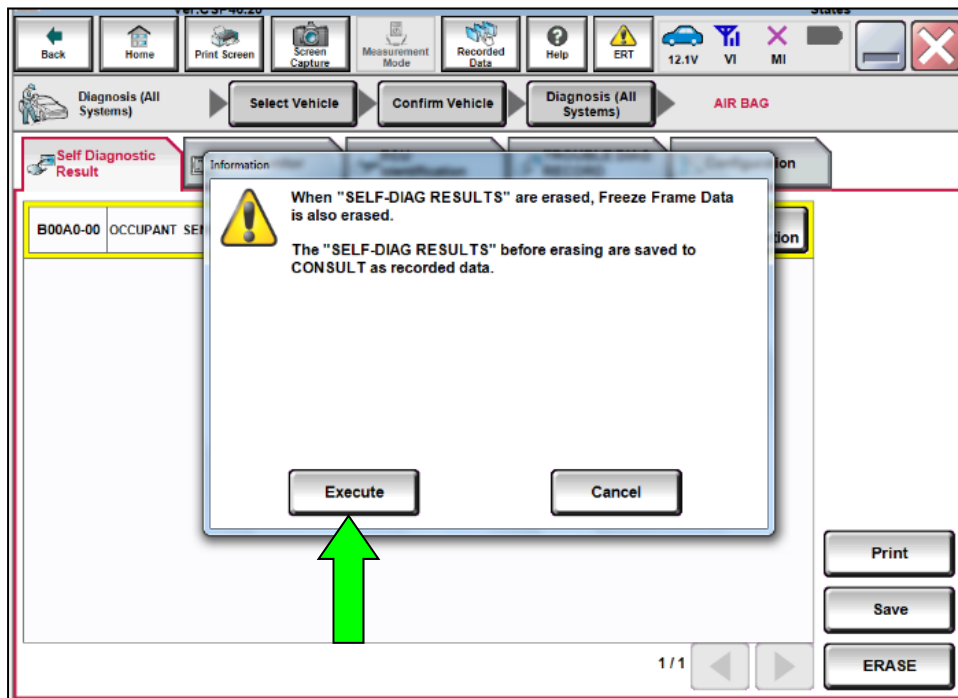 Back
Home
Print Screen
Screen
Capture
Measurement
Mode
Recorded
Data
Help
ERT
12.1V
VI
MI
Diagnosis (All
Systems)
Select Vehicle
Confirm Vehicle
Diagnosis (All
Systems)
AIR BAG
Self Diagnostic
Result
Information
When "SELF-DIAG RESULTS" are erased, Freeze Frame Data
is also erased.
The "SELF-DIAG RESULTS" before erasing are saved to
CONSULT as recorded data.
B00A0-00
OCCUPANT
Execute
Cancel
Print
Save
1/1
ERASE